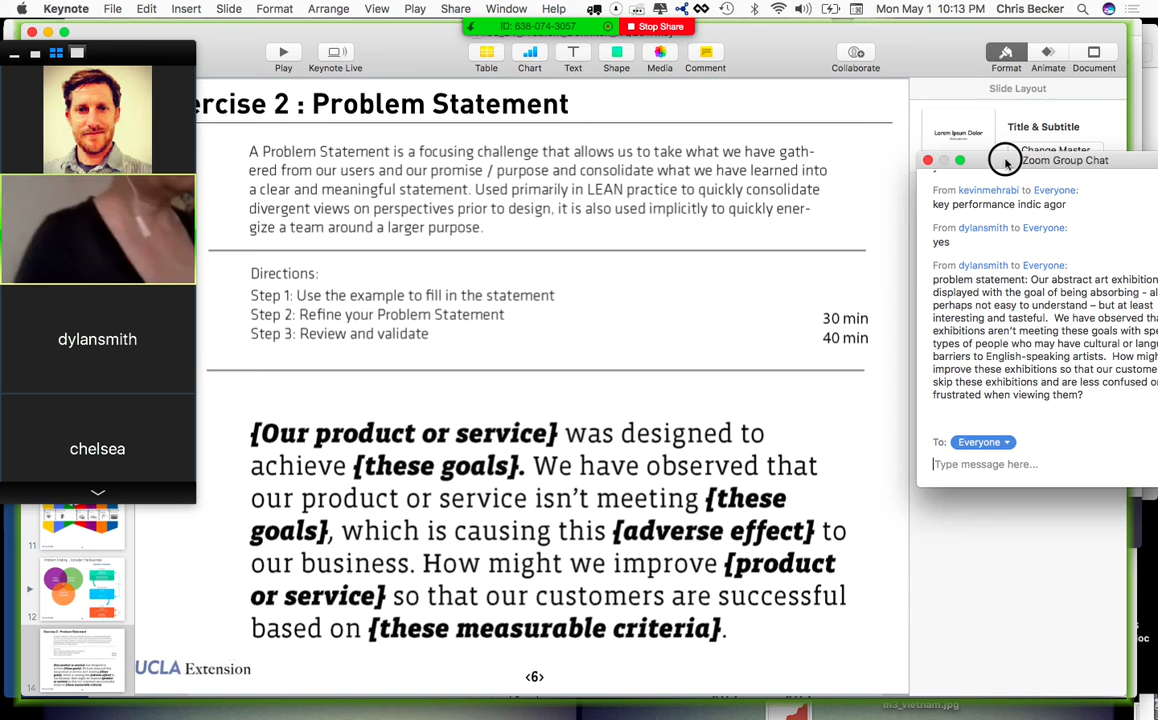 Keynote File Edit Insert Slide Format Arrange View Play Share Window Help Mon May 1 10:13 PM Chris Becker
ID: 638-074-3057 Stop Share
Play Keynote Live Table Chart Text Shape Media Comment Collaborate Format Animate Document
Slide Layout
ercise 2 : Problem Statement
A Problem Statement is a focusing challenge that allows us to take what we have gath-
ered from our users and our promise / purpose and consolidate what we have learned into
a clear and meaningful statement. Used primarily in LEAN practice to quickly consolidate
divergent views on perspectives prior to design, it is also used implicitly to quickly ener-
gize a team around a larger purpose.
Directions:
Step 1: Use the example to fill in the statement
Step 2: Refine your Problem Statement
Step 3: Review and validate
30 min
40 min
{Our product or service} was designed to
achieve {these goals}. We have observed that
our product or service isn't meeting {these
goals}, which is causing this {adverse effect} to
our business. How might we improve {product
or service} so that our customers are successful
based on {these measurable criteria}.
UCLA Extension
‹6›
dylansmith
chelsea
11
12
14
Lorem Ipsum Dolor
Title & Subtitle
Change Master
Zoom Group Chat
From kevinmehrabi to Everyone:
key performance indic agor
From dylansmith to Everyone:
yes
From dylansmith to Everyone:
problem statement: Our abstract art exhibition
displayed with the goal of being absorbing - al
perhaps not easy to understand – but at least
interesting and tasteful. We have observed tha
exhibitions aren't meeting these goals with spe
types of people who may have cultural or lang
barriers to English-speaking artists. How migh
improve these exhibitions so that our custome
skip these exhibitions and are less confused or
frustrated when viewing them?
To: Everyone
Type message here...
m3_vietnam.jpg